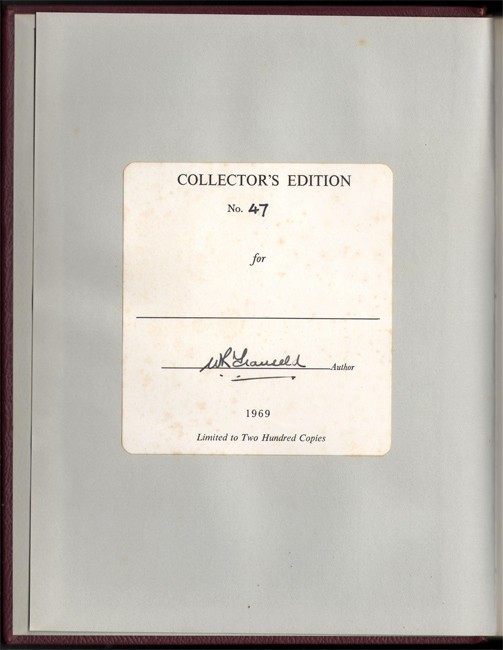 COLLECTOR'S EDITION
No. 47
for
Author
1969
Limited to Two Hundred Copies